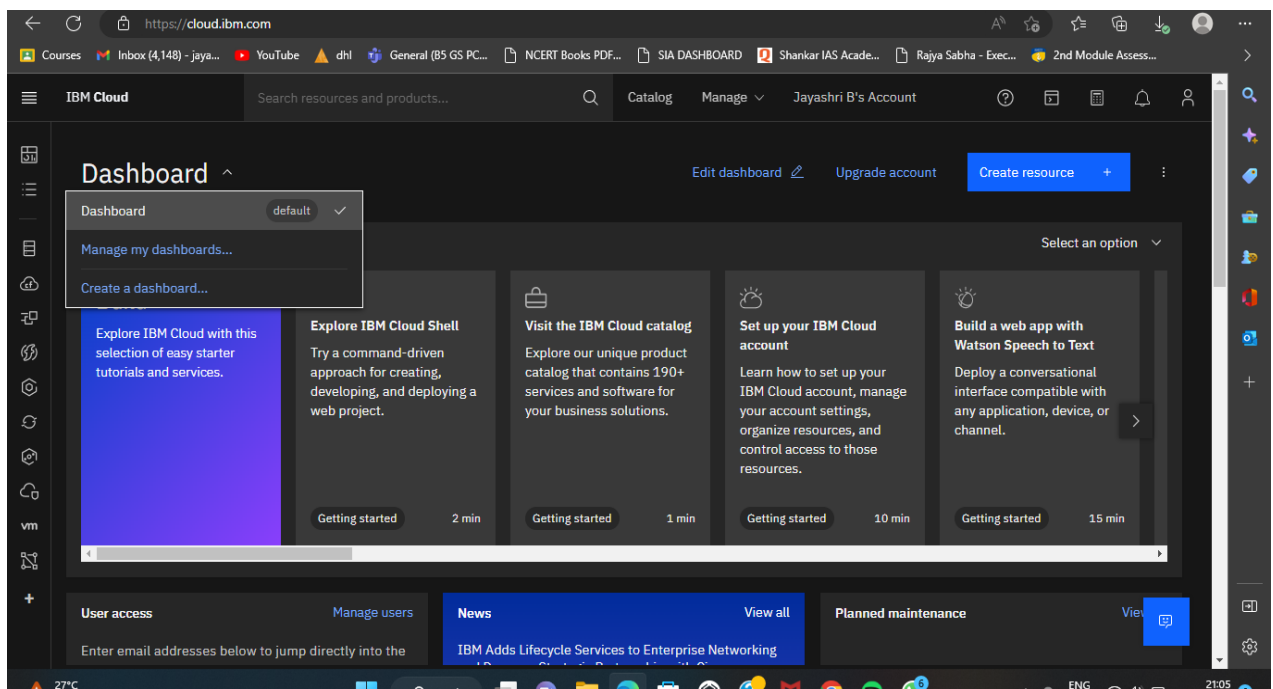 https://cloud.ibm.com
Courses Inbox (4,148) - jaya... YouTube dhl General (B5 GS PC... NCERT Books PDF... SIA DASHBOARD Shankar IAS Acade... Rajya Sabha - Exec... 2nd Module Assess...
IBM Cloud Search resources and products... Catalog Manage Jayashri B's Account
Dashboard Edit dashboard Upgrade account Create resource +
Dashboard default
Manage my dashboards...
Create a dashboard...
Select an option
Explore IBM Cloud with this
selection of easy starter
tutorials and services.
Explore IBM Cloud Shell
Try a command-driven
approach for creating,
developing, and deploying a
web project.
Getting started 2 min
Visit the IBM Cloud catalog
Explore our unique product
catalog that contains 190+
services and software for
your business solutions.
Getting started 1 min
Set up your IBM Cloud
account
Learn how to set up your
IBM Cloud account, manage
your account settings,
organize resources, and
control access to those
resources.
Getting started 10 min
Build a web app with
Watson Speech to Text
Deploy a conversational
interface compatible with
any application, device, or
channel.
Getting started 15 min
vm
User access Manage users
Enter email addresses below to jump directly into the
News View all
IBM Adds Lifecycle Services to Enterprise Networking
Planned maintenance
27°C
6
ENG
21:05